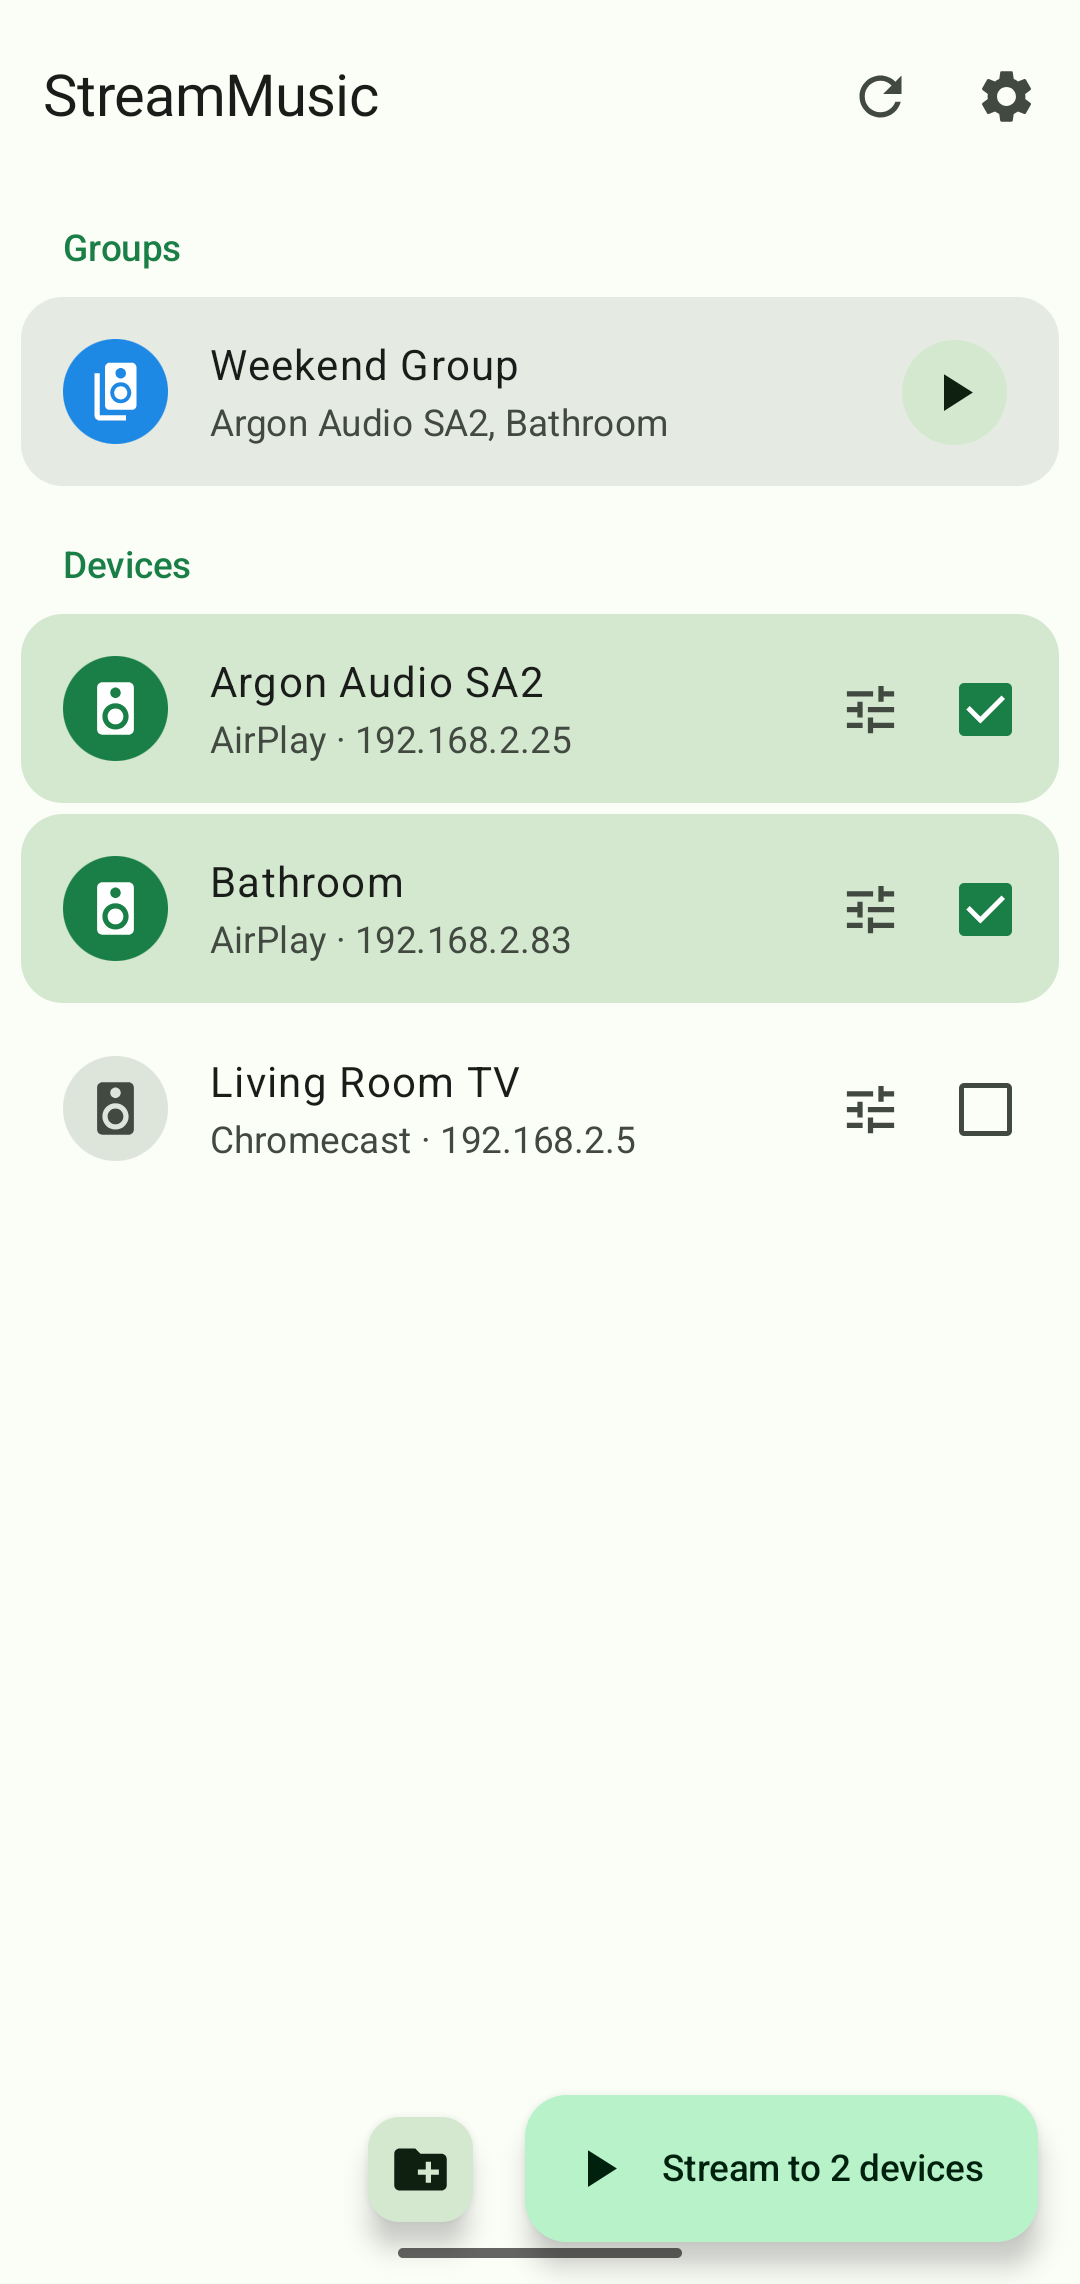 StreamMusic
Groups
Weekend Group
Argon Audio SA2, Bathroom
Devices
Argon Audio SA2
AirPlay · 192.168.2.25
Bathroom
AirPlay · 192.168.2.83
Living Room TV
Chromecast · 192.168.2.5
Stream to 2 devices